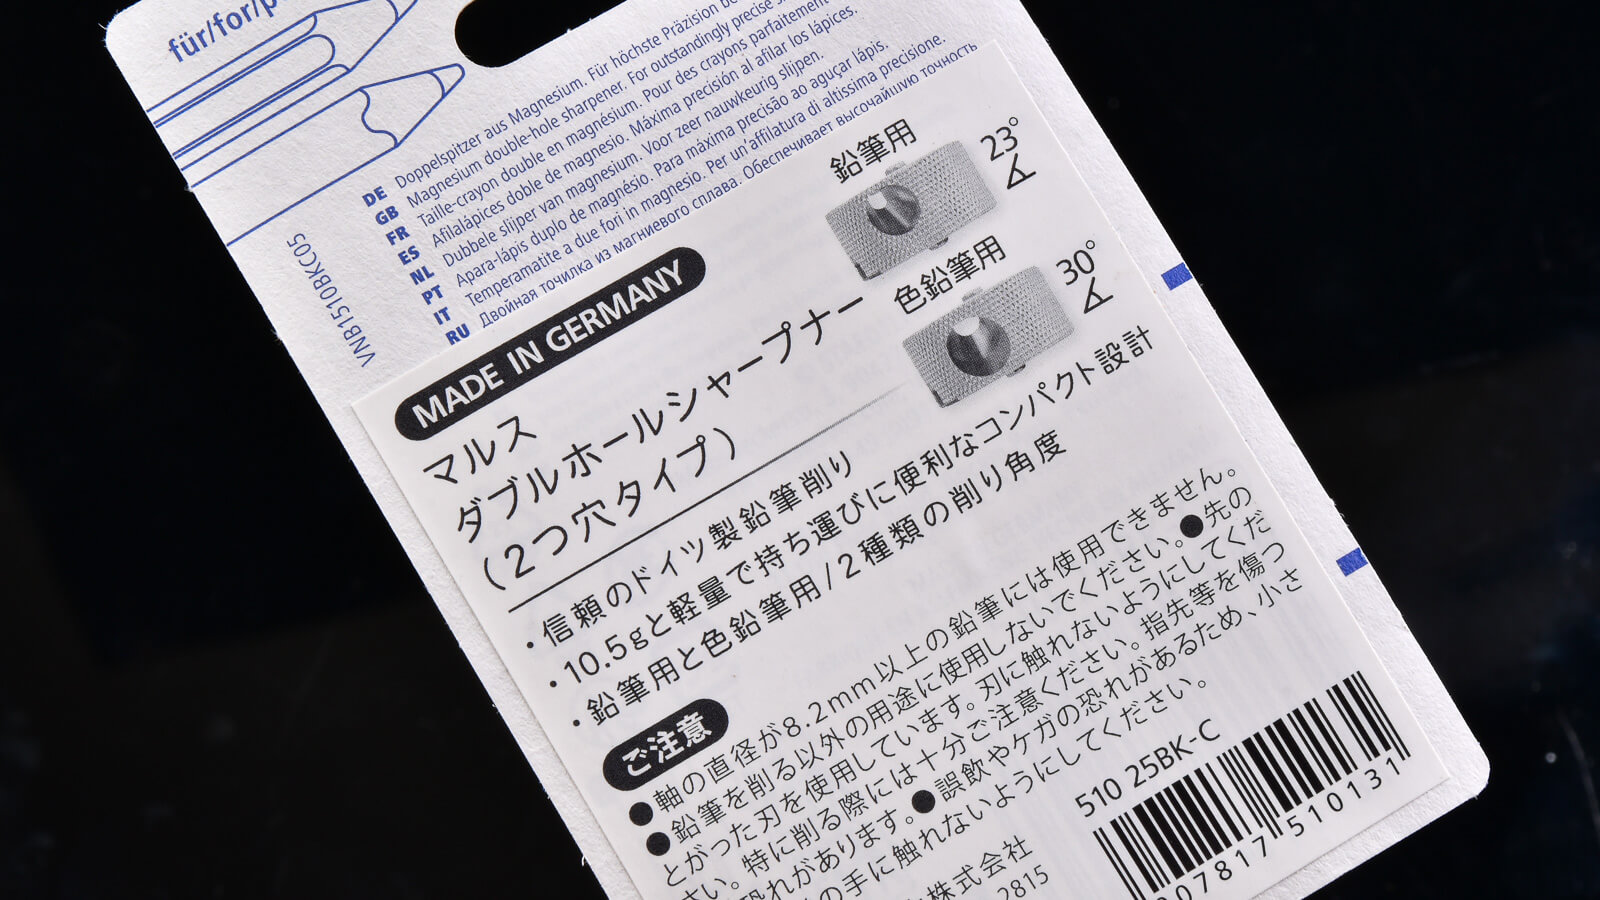 für/for/p
DE Doppelspitzer aus Magnesium. Für höchste Präzision be
GB Magnesium double-hole sharpener. For outstandingly precise s
FR Taille-crayon double en magnésium. Pour des crayons parfaitement
ES Afilalápices doble de magnesio. Máxima precisión al afilar los lápices.
NL Dubbele slijper van magnesium. Voor zeer nauwkeurig slijpen.
PT Apara-lápis duplo de magnésio. Para máxima precisão ao aguçar lápis.
IT Temperamatite a due fori in magnesio. Per un'affilatura di altissima precisione.
RU Двойная точилка из магниевого сплава. Обеспечивает высочайшую точность
VNB1510BKC05
MADE IN GERMANY
マルス
ダブルホールシャープナー
(2つ穴タイプ)
鉛筆用
23°
色鉛筆用
30°
・信頼のドイツ製鉛筆削り
・10.5gと軽量で持ち運びに便利なコンパクト設計
・鉛筆用と色鉛筆用/2種類の削り角度
ご注意
●軸の直径が8.2mm以上の鉛筆には使用できません。
●鉛筆を削る以外の用途に使用しないでください。●先の
とがった刃を使用しています。刃に触れないようにしてくだ
さい。特に削る際には十分ご注意ください。指先等を傷つ
恐れがあります。●誤飲やケガの恐れがあるため、小さ
の手に触れないようにしてください。
株式会社
2815
510 25BK-C
007817510131